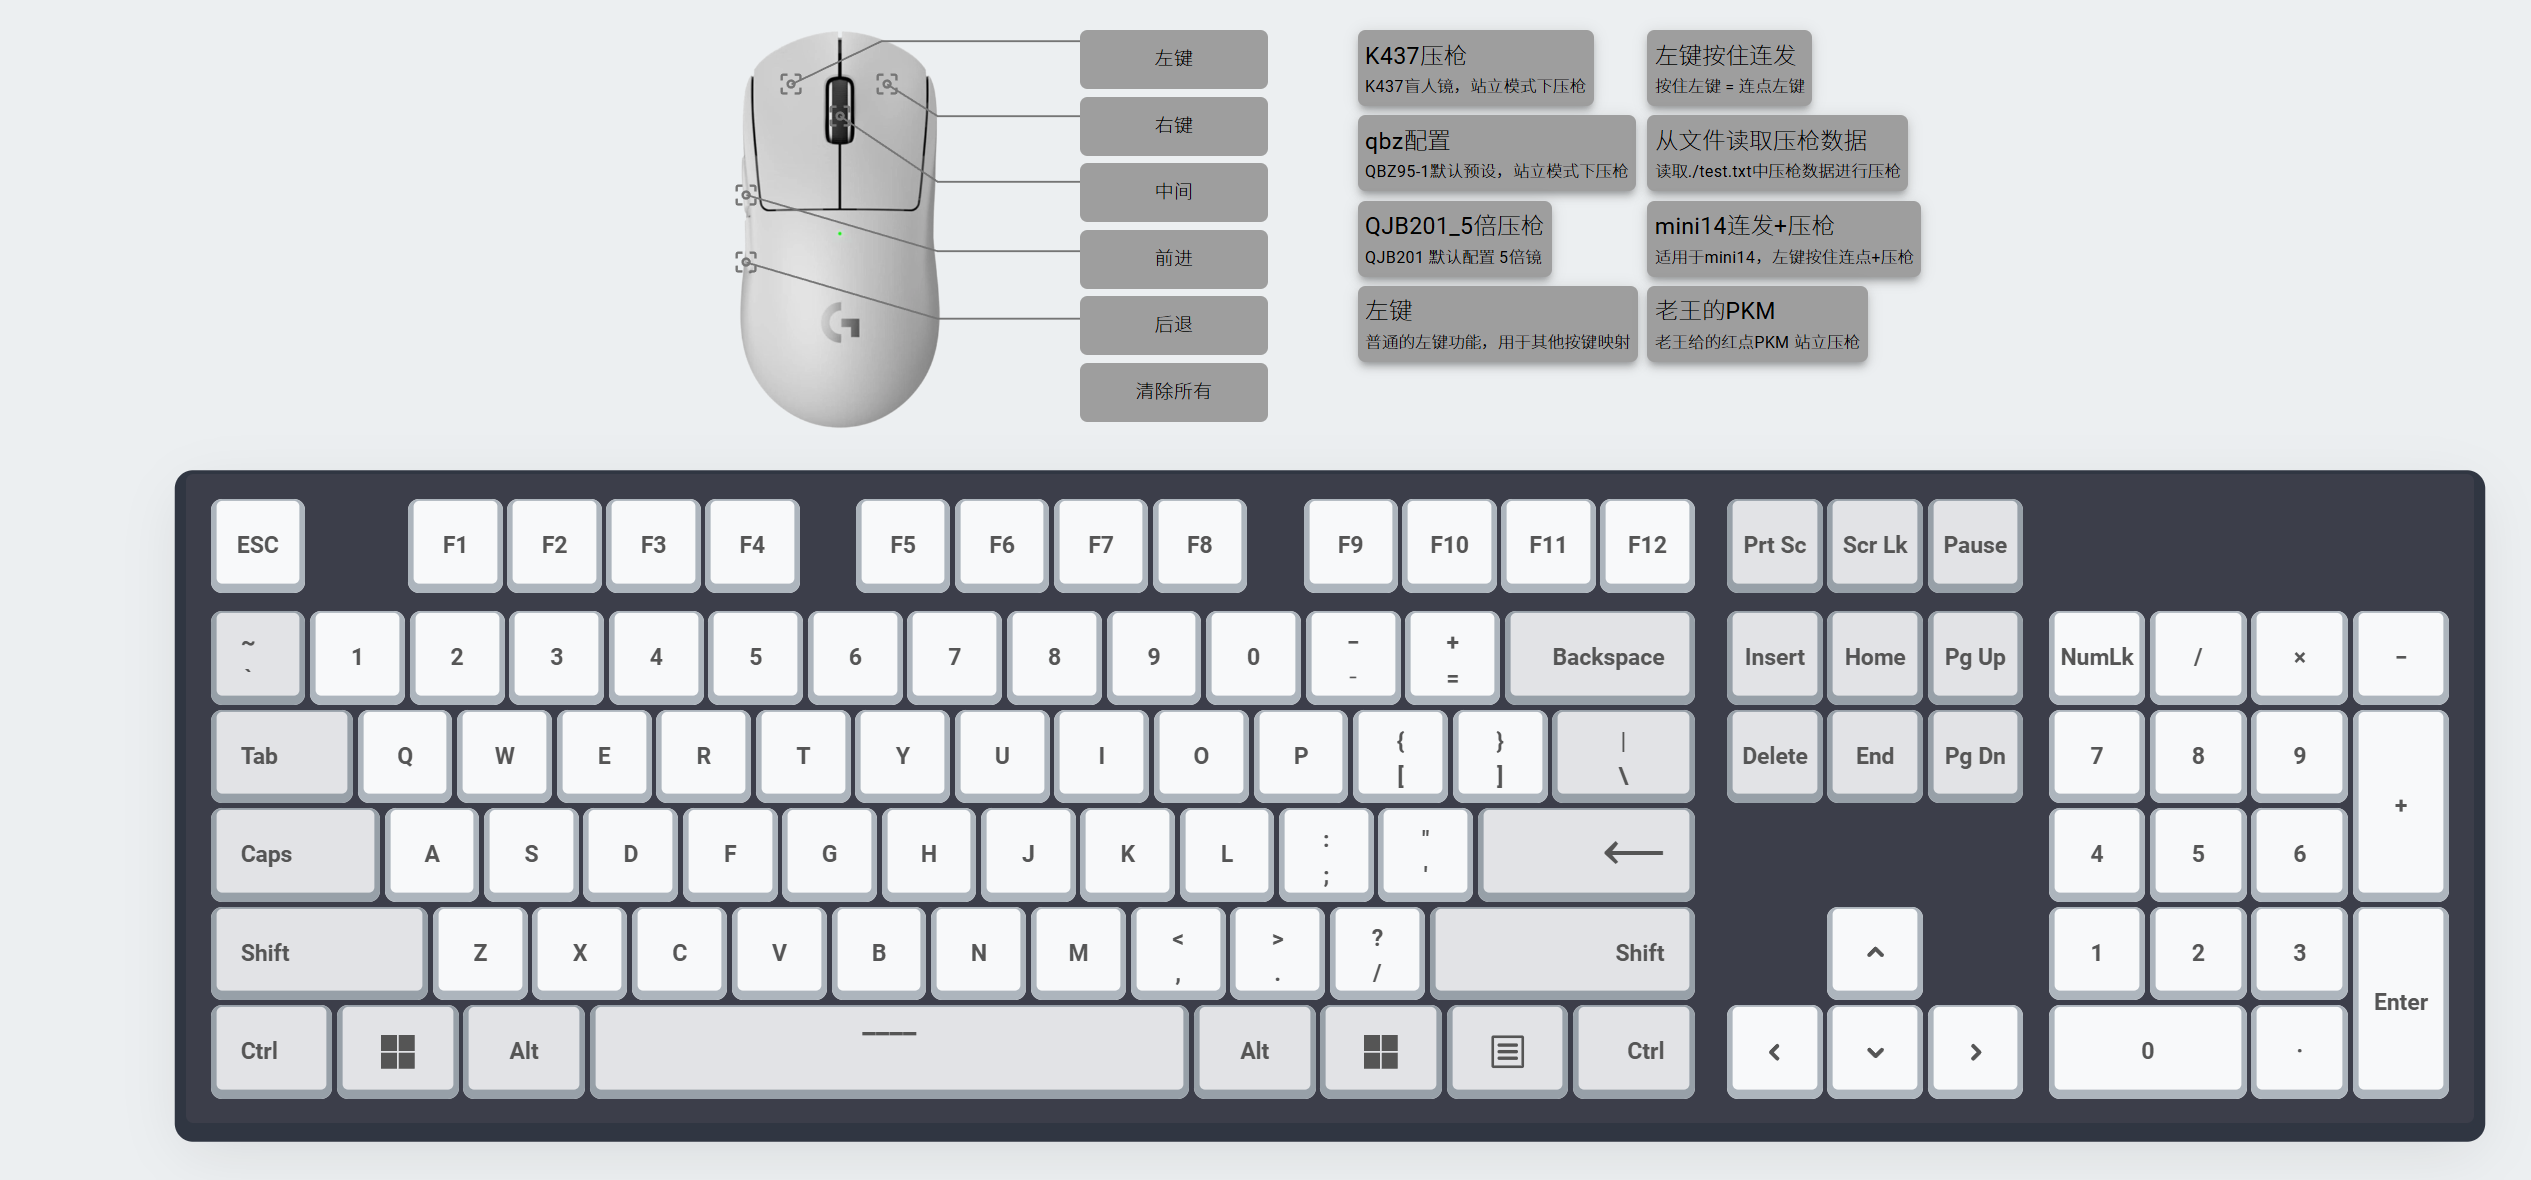 左键
右键
中间
前进
后退
清除所有
K437压枪
K437盲人镜，站立模式下压枪
左键按住连发
按住左键 = 连点左键
qbz配置
QBZ95-1默认预设，站立模式下压枪
从文件读取压枪数据
读取./test.txt中压枪数据进行压枪
QJB201_5倍压枪
QJB201 默认配置 5倍镜
mini14连发+压枪
适用于mini14，左键按住连点+压枪
左键
普通的左键功能，用于其他按键映射
老王的PKM
老王给的红点PKM 站立压枪
ESC F1 F2 F3 F4 F5 F6 F7 F8 F9 F10 F11 F12 Prt Sc Scr Lk Pause
~ 
` 1 2 3 4 5 6 7 8 9 0 − 
- + 
= Backspace Insert Home Pg Up NumLk / × −
Tab Q W E R T Y U I O P { 
[ } 
] | 
\ Delete End Pg Dn 7 8 9 +
Caps A S D F G H J K L : 
; " 
' ← 4 5 6
Shift Z X C V B N M < 
, > 
. ? 
/ Shift 1 2 3 Enter
Ctrl Alt Alt Ctrl 0 ·